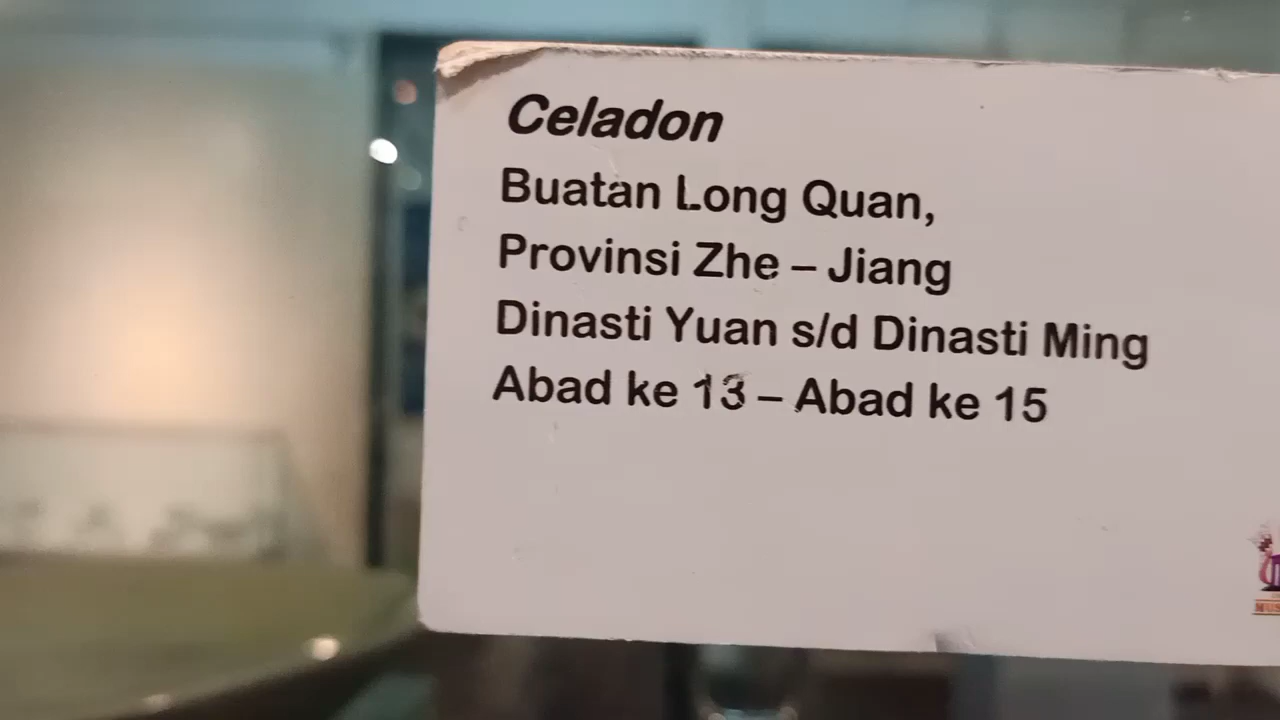 Celadon
Buatan Long Quan,
Provinsi Zhe – Jiang
Dinasti Yuan s/d Dinasti Ming
Abad ke 13 – Abad ke 15